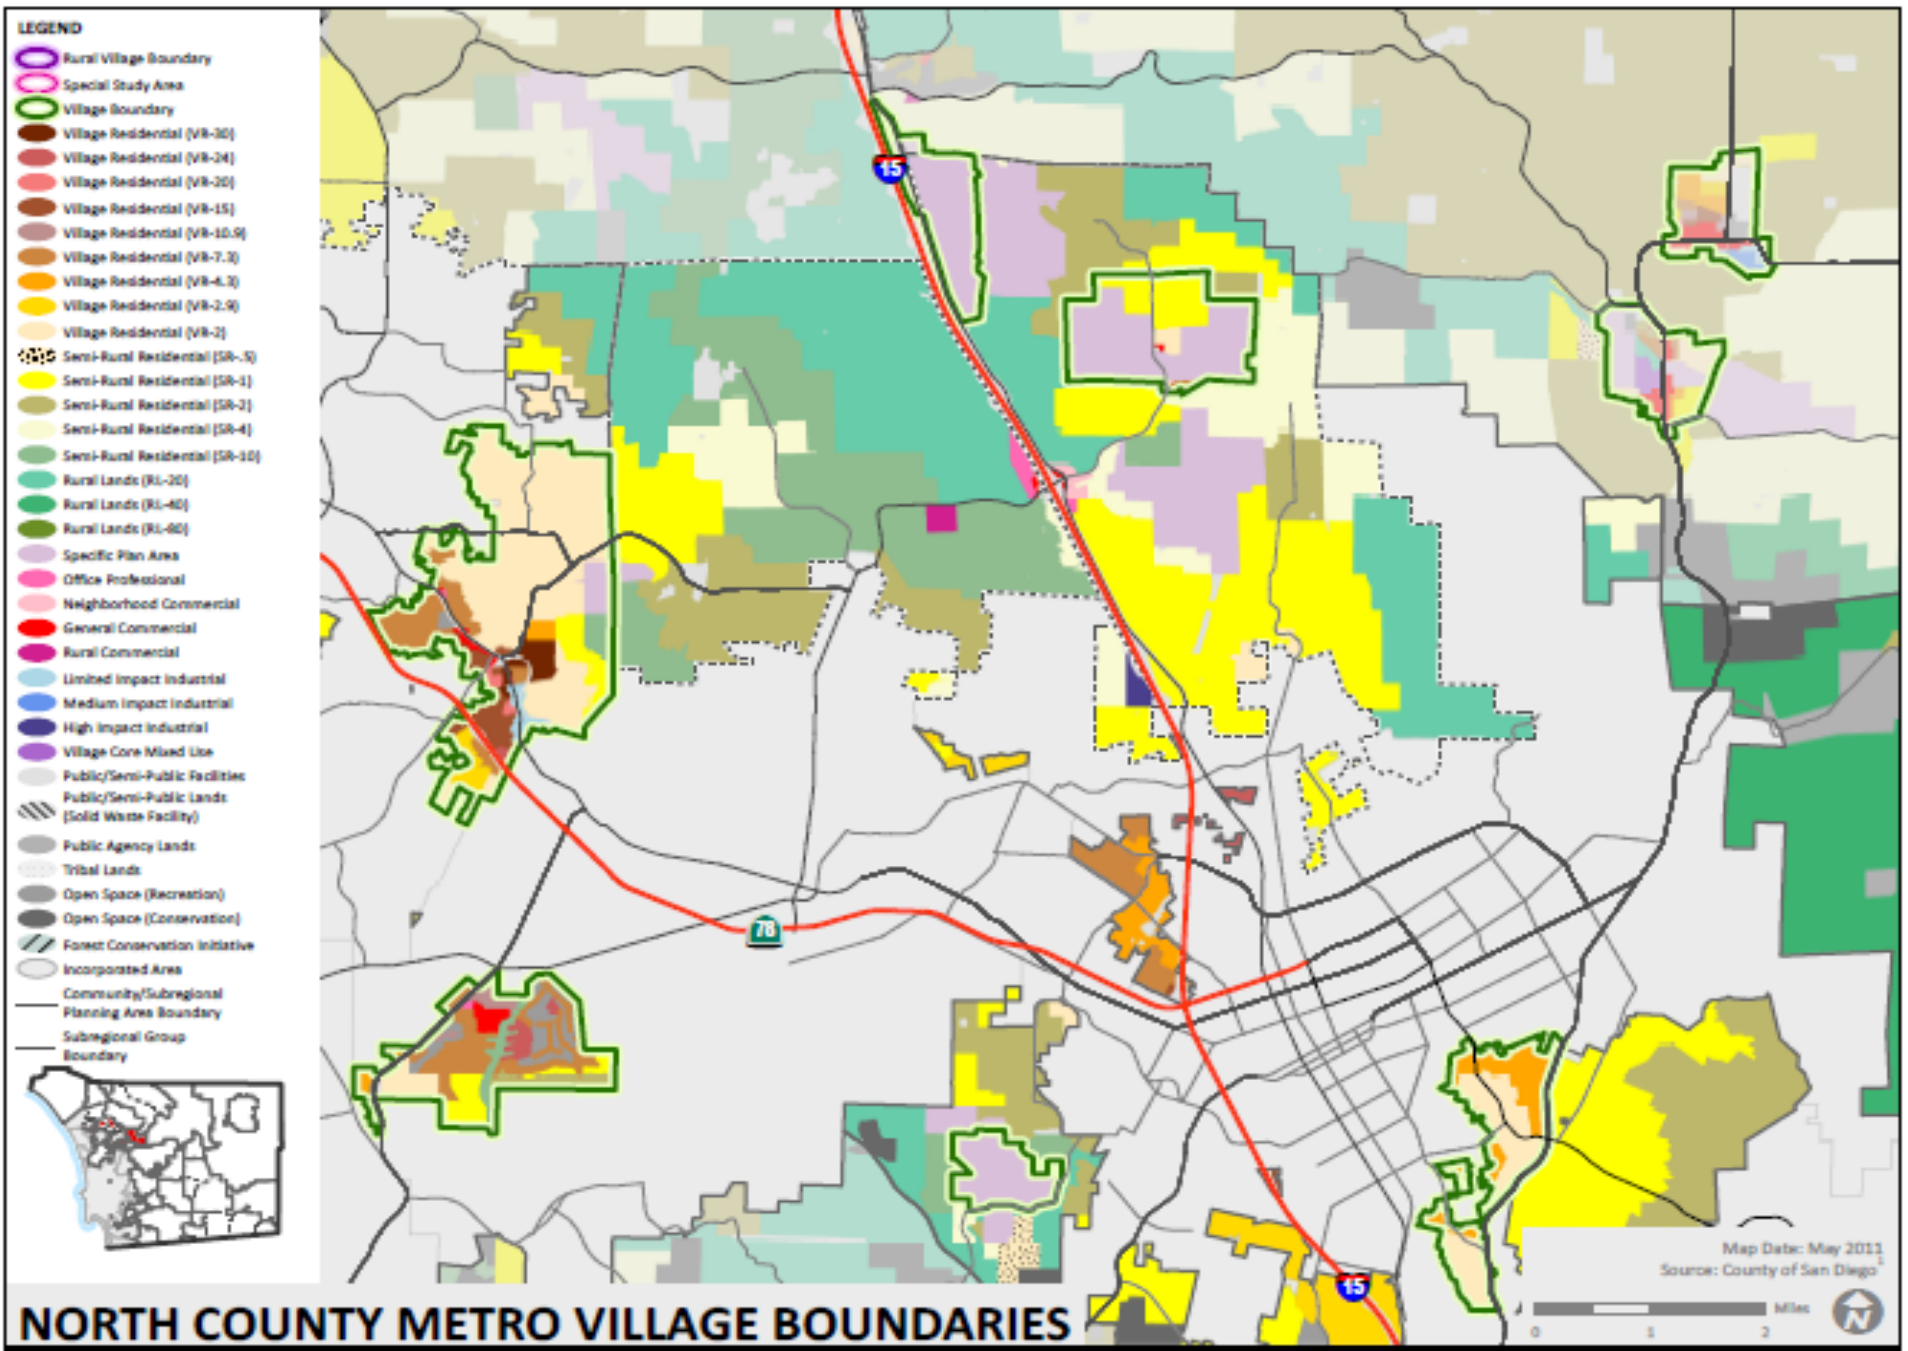 LEGEND
Rural Village Boundary
Special Study Area
Village Boundary
Village Residential (VR-30)
Village Residential (VR-24)
Village Residential (VR-20)
Village Residential (VR-15)
Village Residential (VR-10.9)
Village Residential (VR-7.3)
Village Residential (VR-4.3)
Village Residential (VR-2.9)
Village Residential (VR-2)
Semi-Rural Residential (SR-.5)
Semi-Rural Residential (SR-1)
Semi-Rural Residential (SR-2)
Semi-Rural Residential (SR-4)
Semi-Rural Residential (SR-10)
Rural Lands (RL-20)
Rural Lands (RL-40)
Rural Lands (RL-80)
Specific Plan Area
Office Professional
Neighborhood Commercial
General Commercial
Rural Commercial
Limited Impact Industrial
Medium Impact Industrial
High Impact Industrial
Village Core Mixed Use
Public/Semi-Public Facilities
Public/Semi-Public Lands
(Solid Waste Facility)
Public Agency Lands
Tribal Lands
Open Space (Recreation)
Open Space (Conservation)
Forest Conservation Initiative
Incorporated Area
Community/Subregional
Planning Area Boundary
Subregional Group
Boundary
15
78
15
Map Date: May 2011
Source: County of San Diego
1
Miles
0 1 2
N
NORTH COUNTY METRO VILLAGE BOUNDARIES